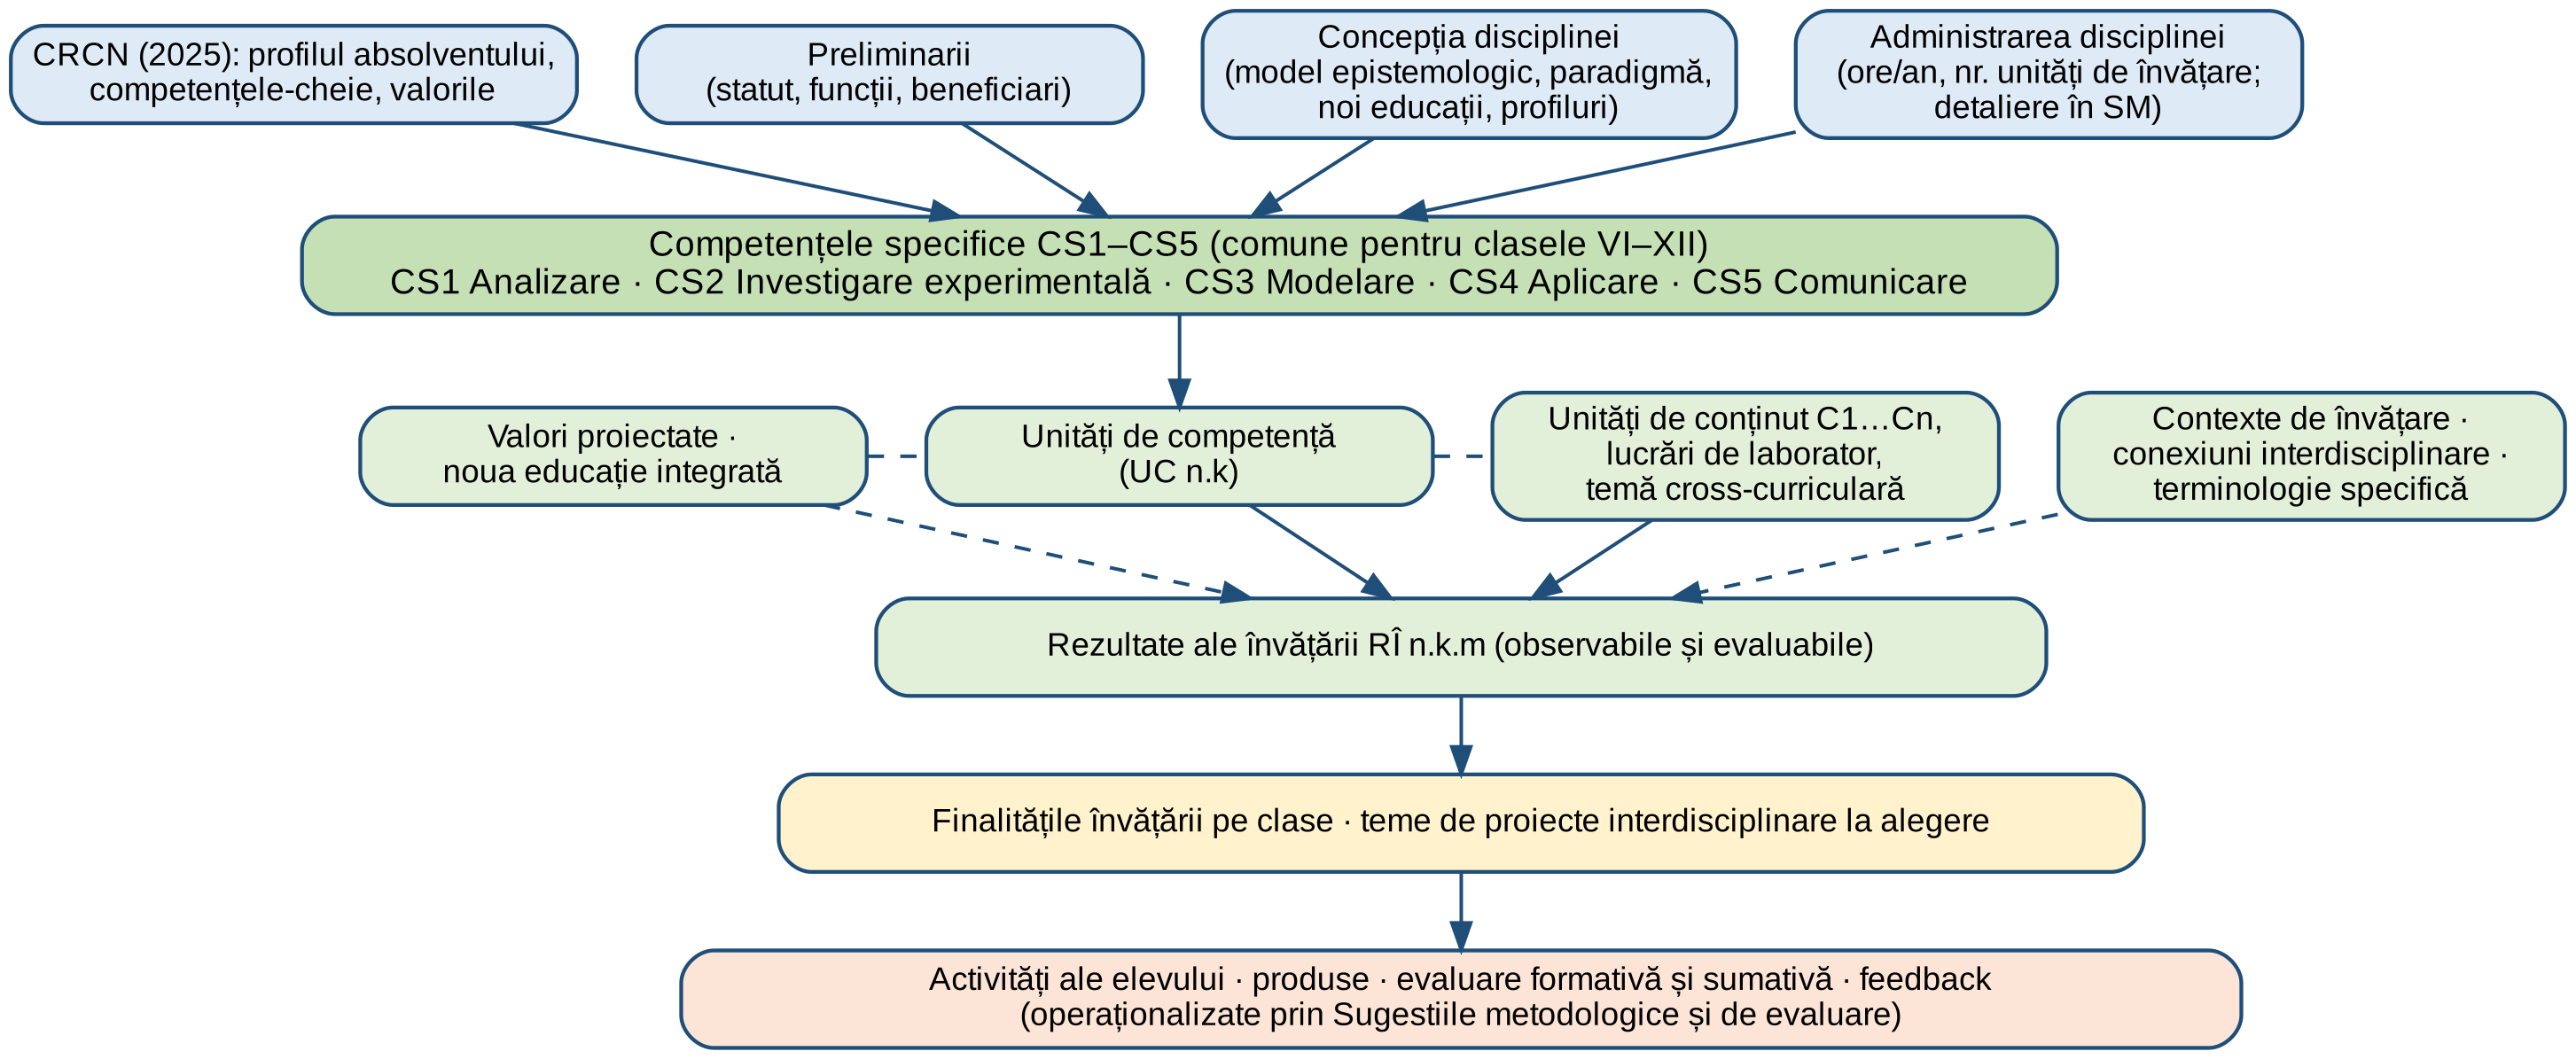 CRCN (2025): profilul absolventului,
competențele-cheie, valorile
Preliminarii
(statut, funcții, beneficiari)
Concepția disciplinei
(model epistemologic, paradigmă,
noi educații, profiluri)
Administrarea disciplinei
(ore/an, nr. unități de învățare;
detaliere în SM)
Competențele specifice CS1–CS5 (comune pentru clasele VI–XII)
CS1 Analizare · CS2 Investigare experimentală · CS3 Modelare · CS4 Aplicare · CS5 Comunicare
Valori proiectate ·
noua educație integrată
Unități de competență
(UC n.k)
Unități de conținut C1…Cn,
lucrări de laborator,
temă cross-curriculară
Contexte de învățare ·
conexiuni interdisciplinare ·
terminologie specifică
Rezultate ale învățării RÎ n.k.m (observabile și evaluabile)
Finalitățile învățării pe clase · teme de proiecte interdisciplinare la alegere
Activități ale elevului · produse · evaluare formativă și sumativă · feedback
(operaționalizate prin Sugestiile metodologice și de evaluare)